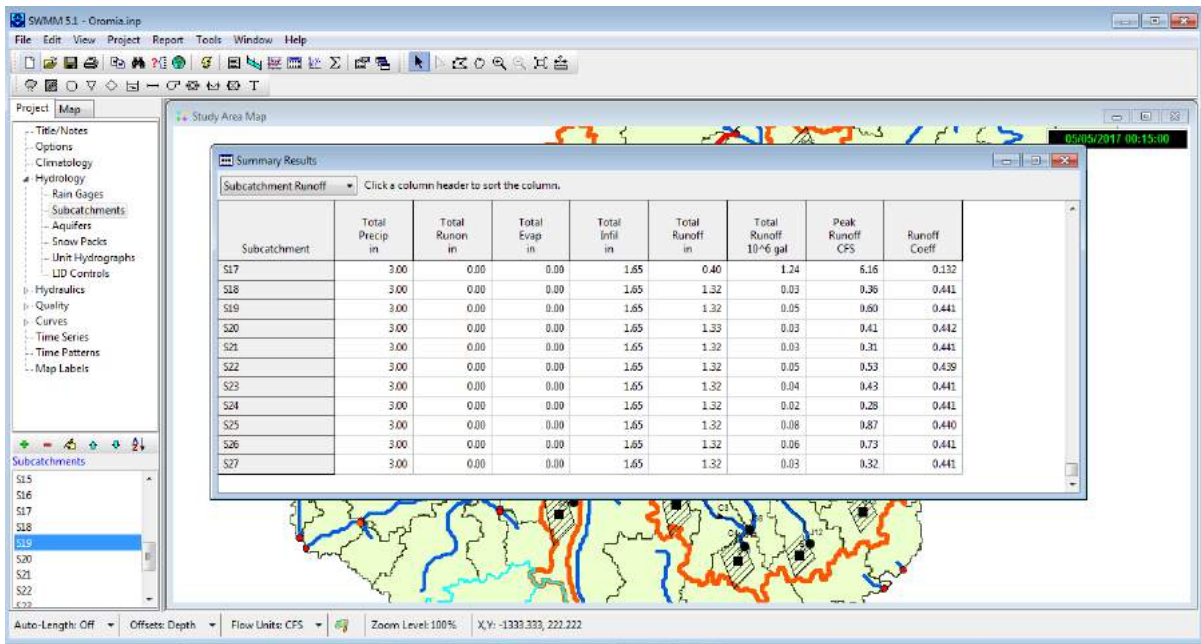 SWMM 5.1 - Oromia.inp
File Edit View Project Report Tools Window Help
Project Map
Title/Notes
Options
Climatology
Hydrology
Rain Gages
Subcatchments
Aquifers
Snow Packs
Unit Hydrographs
LID Controls
Hydraulics
Quality
Curves
Time Series
Time Patterns
Map Labels
Subcatchments
S15
S16
S17
S18
S19
S20
S21
S22
S23
Study Area Map
05/05/2017 00:15:00
Summary Results
Subcatchment Runoff Click a column header to sort the column.
Subcatchment Total Precip in Total Runon in Total Evap in Total Infil in Total Runoff in Total Runoff 10^6 gal Peak Runoff CFS Runoff Coeff
S17 3.00 0.00 0.00 1.65 0.40 1.24 6.16 0.132
S18 3.00 0.00 0.00 1.65 1.32 0.03 0.36 0.441
S19 3.00 0.00 0.00 1.65 1.32 0.05 0.60 0.441
S20 3.00 0.00 0.00 1.65 1.33 0.03 0.41 0.442
S21 3.00 0.00 0.00 1.65 1.32 0.03 0.31 0.441
S22 3.00 0.00 0.00 1.65 1.32 0.05 0.53 0.439
S23 3.00 0.00 0.00 1.65 1.32 0.04 0.43 0.441
S24 3.00 0.00 0.00 1.65 1.32 0.02 0.28 0.441
S25 3.00 0.00 0.00 1.65 1.32 0.08 0.87 0.440
S26 3.00 0.00 0.00 1.65 1.32 0.06 0.73 0.441
S27 3.00 0.00 0.00 1.65 1.32 0.03 0.32 0.441
Auto-Length: Off Offsets: Depth Flow Units: CFS Zoom Level: 100% X,Y: -1333.333, 222.222